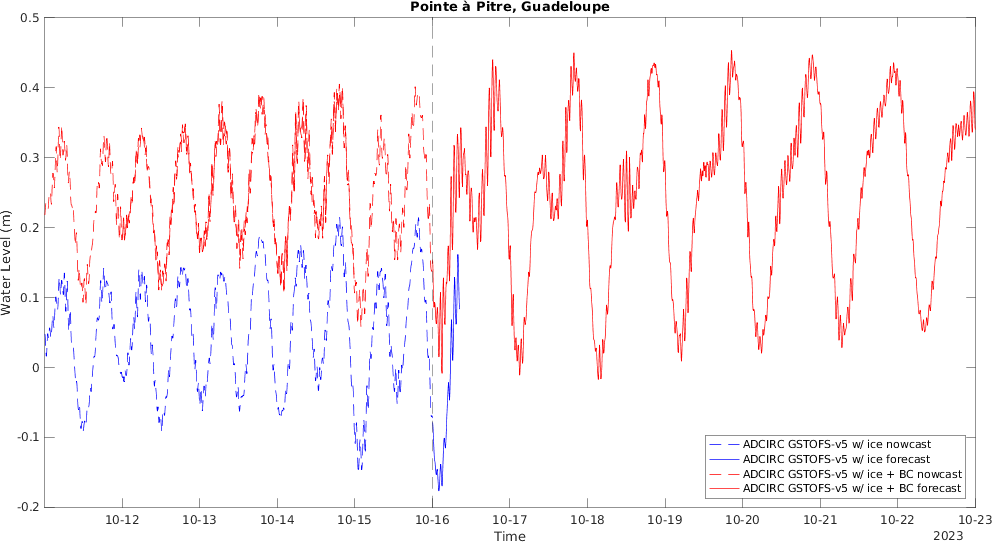 Pointe à Pitre, Guadeloupe
0.5
0.4
0.3
0.2
0.1
0
-0.1
-0.2
Water Level (m)
ADCIRC GSTOFS-v5 w/ ice nowcast
ADCIRC GSTOFS-v5 w/ ice forecast
ADCIRC GSTOFS-v5 w/ ice + BC nowcast
ADCIRC GSTOFS-v5 w/ ice + BC forecast
10-12 10-13 10-14 10-15 10-16 10-17 10-18 10-19 10-20 10-21 10-22 10-23
Time
2023